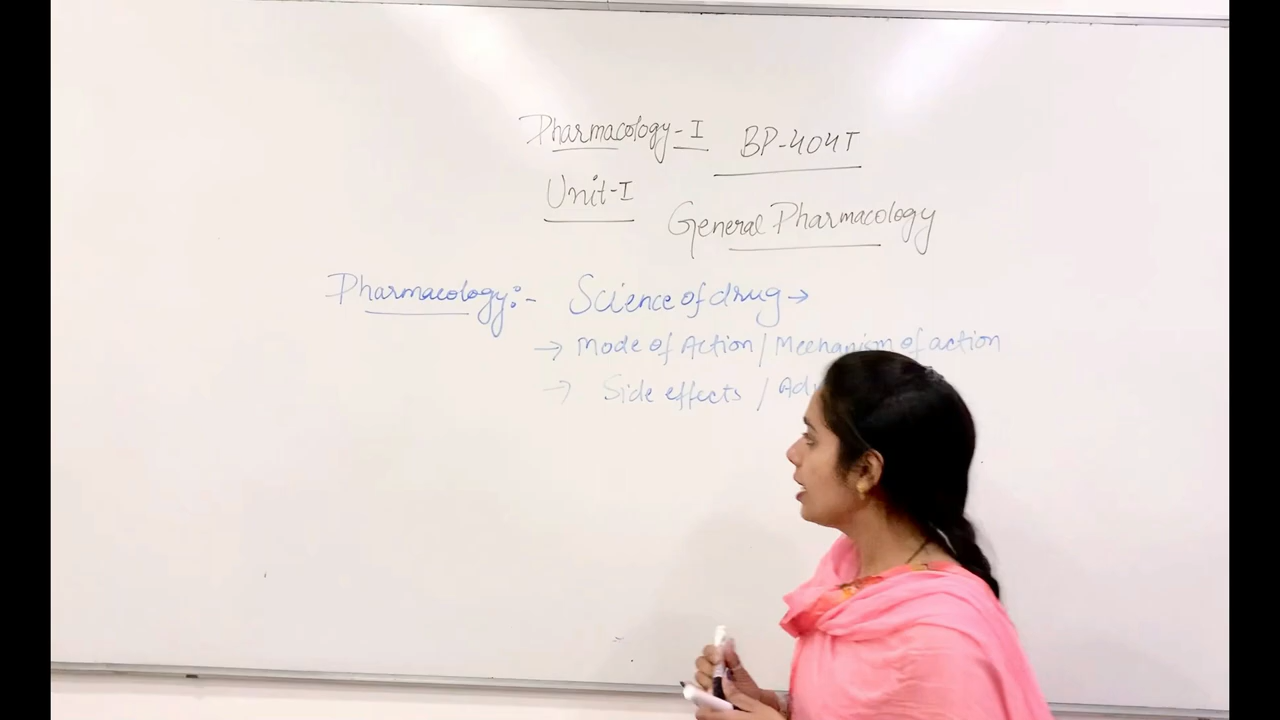 Pharmacology-I BP-404T
Unit-I
General Pharmacology
Pharmacology:- Science of drug →
→ Mode of Action / Mechanism of action
→ Side effects /